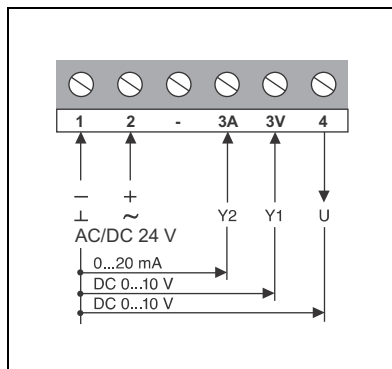 1 2 - 3A 3V 4
− +
⊥ ~ Y2 Y1 U
AC/DC 24 V
0...20 mA
DC 0...10 V
DC 0...10 V